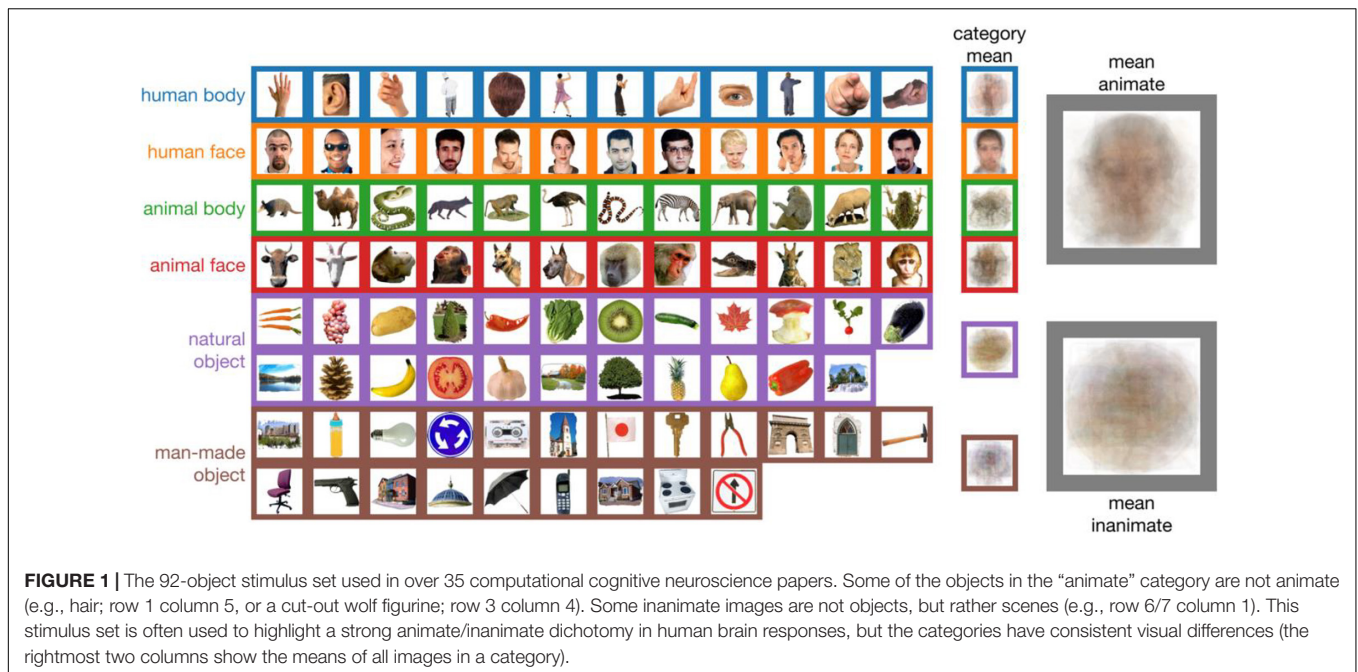 category
mean
mean
animate
human body
human face
animal body
animal face
natural
object
man-made
object
mean
inanimate
FIGURE 1 | The 92-object stimulus set used in over 35 computational cognitive neuroscience papers. Some of the objects in the “animate” category are not animate
(e.g., hair; row 1 column 5, or a cut-out wolf figurine; row 3 column 4). Some inanimate images are not objects, but rather scenes (e.g., row 6/7 column 1). This
stimulus set is often used to highlight a strong animate/inanimate dichotomy in human brain responses, but the categories have consistent visual differences (the
rightmost two columns show the means of all images in a category).